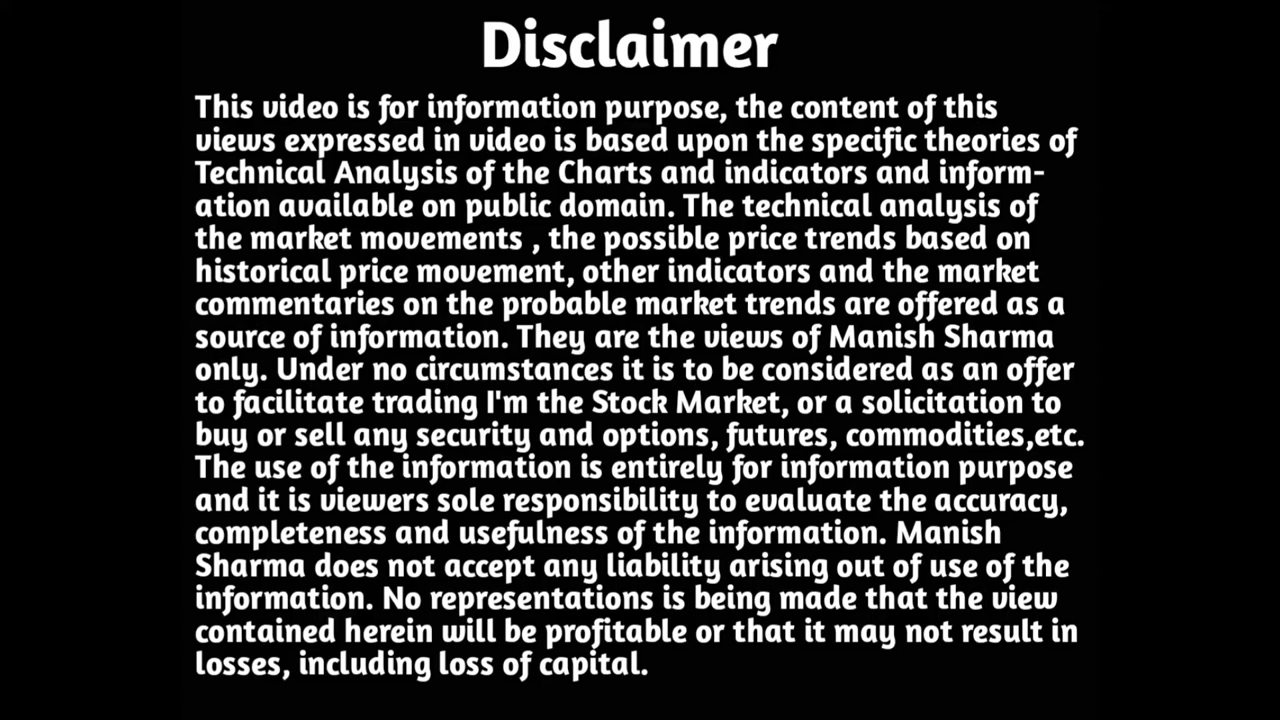 Disclaimer
This video is for information purpose, the content of this
views expressed in video is based upon the specific theories of
Technical Analysis of the Charts and indicators and inform-
ation available on public domain. The technical analysis of
the market movements , the possible price trends based on
historical price movement, other indicators and the market
commentaries on the probable market trends are offered as a
source of information. They are the views of Manish Sharma
only. Under no circumstances it is to be considered as an offer
to facilitate trading I'm the Stock Market, or a solicitation to
buy or sell any security and options, futures, commodities,etc.
The use of the information is entirely for information purpose
and it is viewers sole responsibility to evaluate the accuracy,
completeness and usefulness of the information. Manish
Sharma does not accept any liability arising out of use of the
information. No representations is being made that the view
contained herein will be profitable or that it may not result in
losses, including loss of capital.